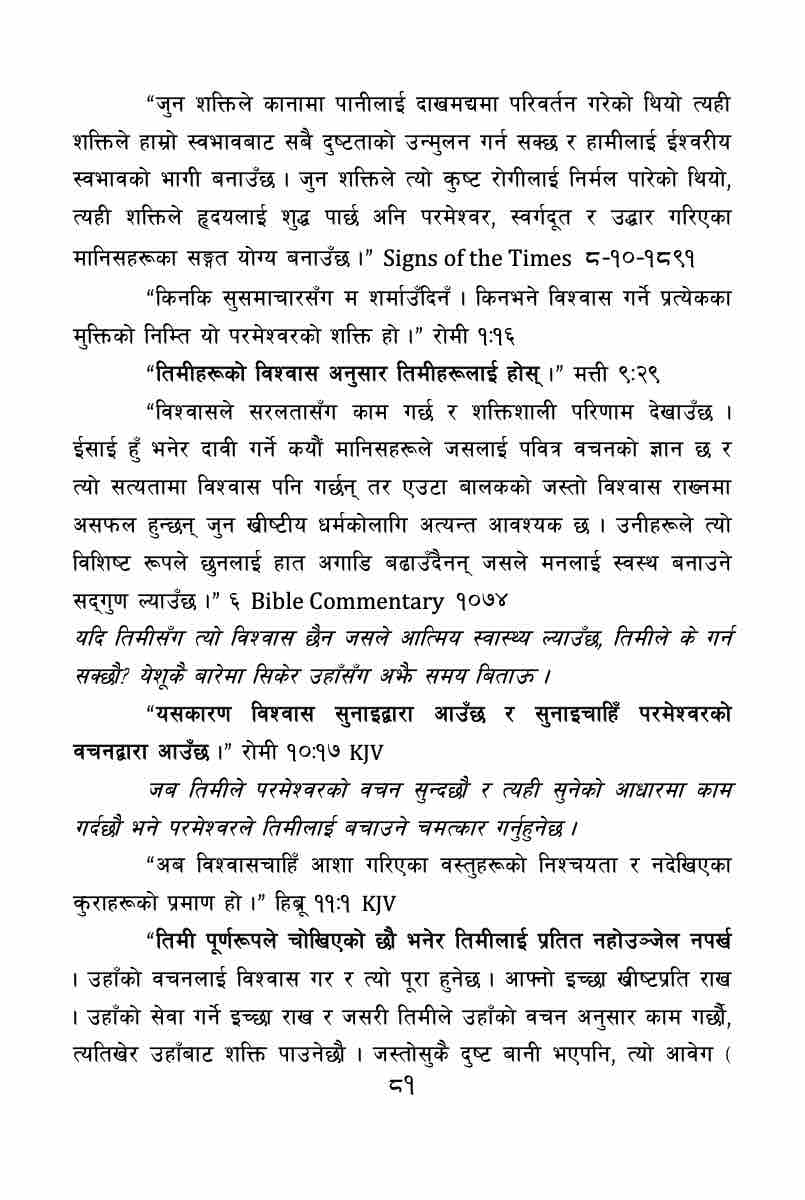 “जुन शक्तिले कानामा पानीलाई दाखमद्यमा परिवर्तन गरेको थियो त्यही
शक्तिले हाम्रो स्वभावबाट सबै दुष्टताको उन्मुलन गर्न सक्छ र हामीलाई ईश्वरीय
स्वभावको भागी बनाउँछ । जुन शक्तिले त्यो कुष्ट रोगीलाई निर्मल पारेको थियो,
त्यही शक्तिले हृदयलाई शुद्ध पार्छ अनि परमेश्वर, स्वर्गदूत र उद्धार गरिएका
मानिसहरूका सङ्गत योग्य बनाउँछ ।” Signs of the Times ८-१०-१८९१
“किनकि सुसमाचारसँग म शर्माउँदिनँ । किनभने विश्वास गर्ने प्रत्येकका
मुक्तिको निम्ति यो परमेश्वरको शक्ति हो ।” रोमी १:१६
“तिमीहरूको विश्वास अनुसार तिमीहरूलाई होस् ।” मत्ती ९:२९
“विश्वासले सरलतासँग काम गर्छ र शक्तिशाली परिणाम देखाउँछ ।
ईसाई हुँ भनेर दावी गर्ने कयौं मानिसहरूले जसलाई पवित्र वचनको ज्ञान छ र
त्यो सत्यतामा विश्वास पनि गर्छन् तर एउटा बालकको जस्तो विश्वास राख्नमा
असफल हुन्छन् जुन ख्रीष्टीय धर्मकोलागि अत्यन्त आवश्यक छ । उनीहरूले त्यो
विशिष्ट रूपले छुनलाई हात अगाडि बढाउँदैनन् जसले मनलाई स्वस्थ बनाउने
सद्‌गुण ल्याउँछ ।” ६ Bible Commentary १०७४
यदि तिमीसँग त्यो विश्वास छैन जसले आत्मिय स्वास्थ्य ल्याउँछ, तिमीले के गर्न
सक्छौ? येशूकै बारेमा सिकेर उहाँसँग अझै समय बिताऊ ।
“यसकारण विश्वास सुनाइद्वारा आउँछ र सुनाइचाहिँ परमेश्वरको
वचनद्वारा आउँछ ।” रोमी १०:१७ KJV
जब तिमीले परमेश्वरको वचन सुन्दछौ र त्यही सुनेको आधारमा काम
गर्दछौ भने परमेश्वरले तिमीलाई बचाउने चमत्कार गर्नुहुनेछ ।
“अब विश्वासचाहिँ आशा गरिएका वस्तुहरूको निश्चयता र नदेखिएका
कुराहरूको प्रमाण हो ।” हिब्रू ११:१ KJV
“तिमी पूर्णरूपले चोखिएको छौ भनेर तिमीलाई प्रतित नहोउञ्जेल नपर्ख
। उहाँको वचनलाई विश्वास गर र त्यो पूरा हुनेछ । आफ्नो इच्छा ख्रीष्टप्रति राख
। उहाँको सेवा गर्ने इच्छा राख र जसरी तिमीले उहाँको वचन अनुसार काम गर्छौ,
त्यतिखेर उहाँबाट शक्ति पाउनेछौ । जस्तोसुकै दुष्ट बानी भएपनि, त्यो आवेग (
८१